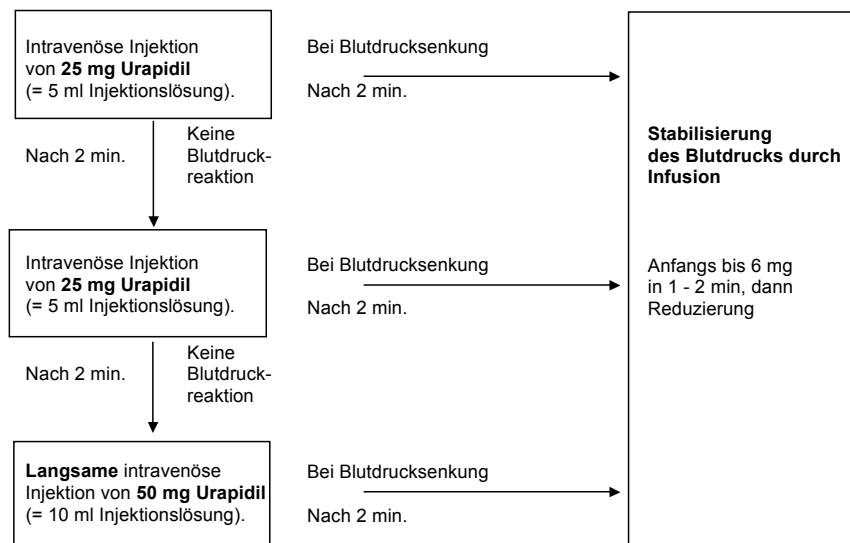 Intravenöse Injektion
von 25 mg Urapidil
(= 5 ml Injektionslösung).
Bei Blutdrucksenkung
Nach 2 min.
Nach 2 min.
Keine
Blutdruck-
reaktion
Intravenöse Injektion
von 25 mg Urapidil
(= 5 ml Injektionslösung).
Bei Blutdrucksenkung
Nach 2 min.
Nach 2 min.
Keine
Blutdruck-
reaktion
Langsame intravenöse
Injektion von 50 mg Urapidil
(= 10 ml Injektionslösung).
Bei Blutdrucksenkung
Nach 2 min.
Stabilisierung
des Blutdrucks durch
Infusion
Anfangs bis 6 mg
in 1 - 2 min, dann
Reduzierung